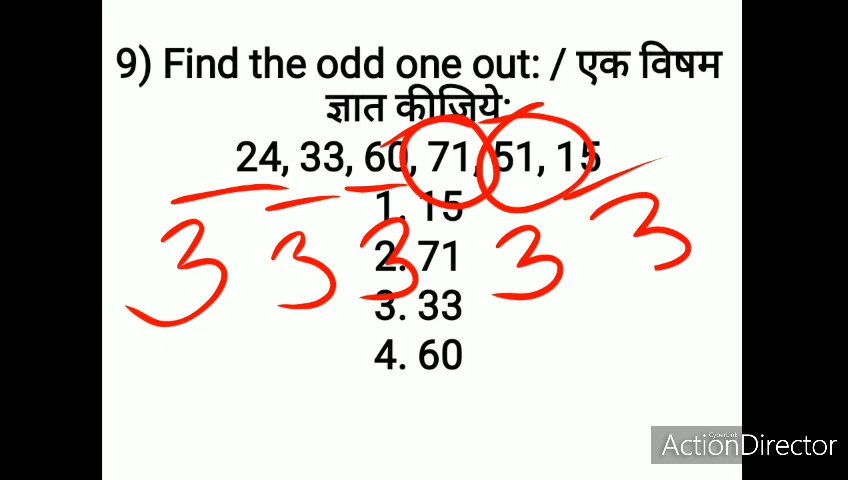 9) Find the odd one out: / एक विषम
ज्ञात कीजिये:
24, 33, 60, 71, 51, 15
1. 15
2. 71
3. 33
4. 60
3 3 3 3 3
CyberLink
ActionDirector